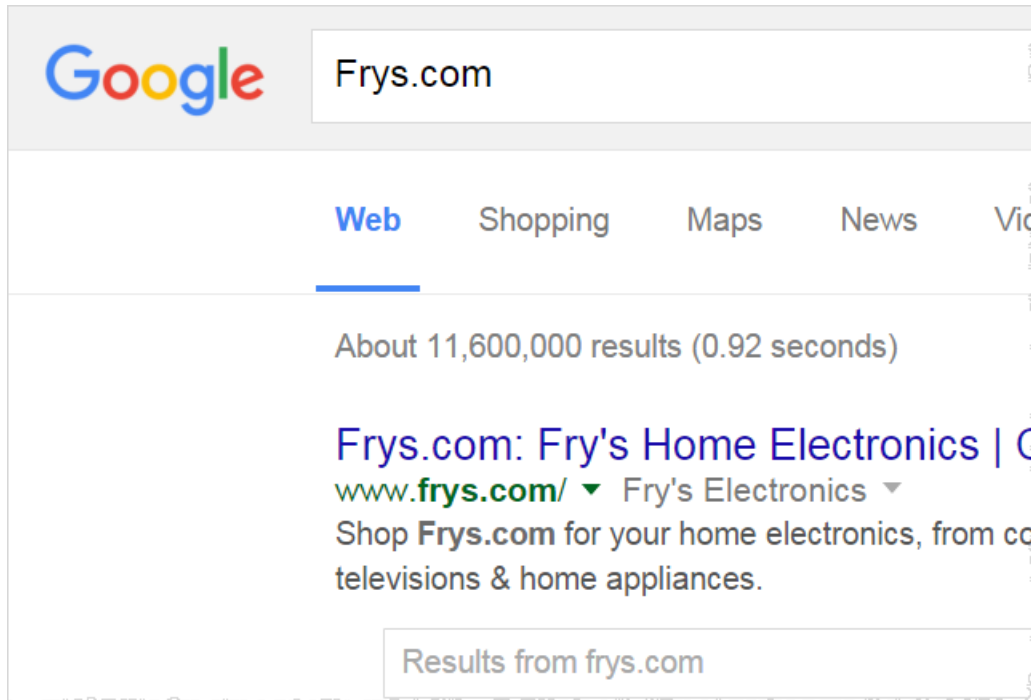 Google
Frys.com
Web Shopping Maps News
About 11,600,000 results (0.92 seconds)
Frys.com: Fry's Home Electronics |
www.frys.com/ Fry's Electronics
Shop Frys.com for your home electronics, from
televisions & home appliances.
Results from frys.com